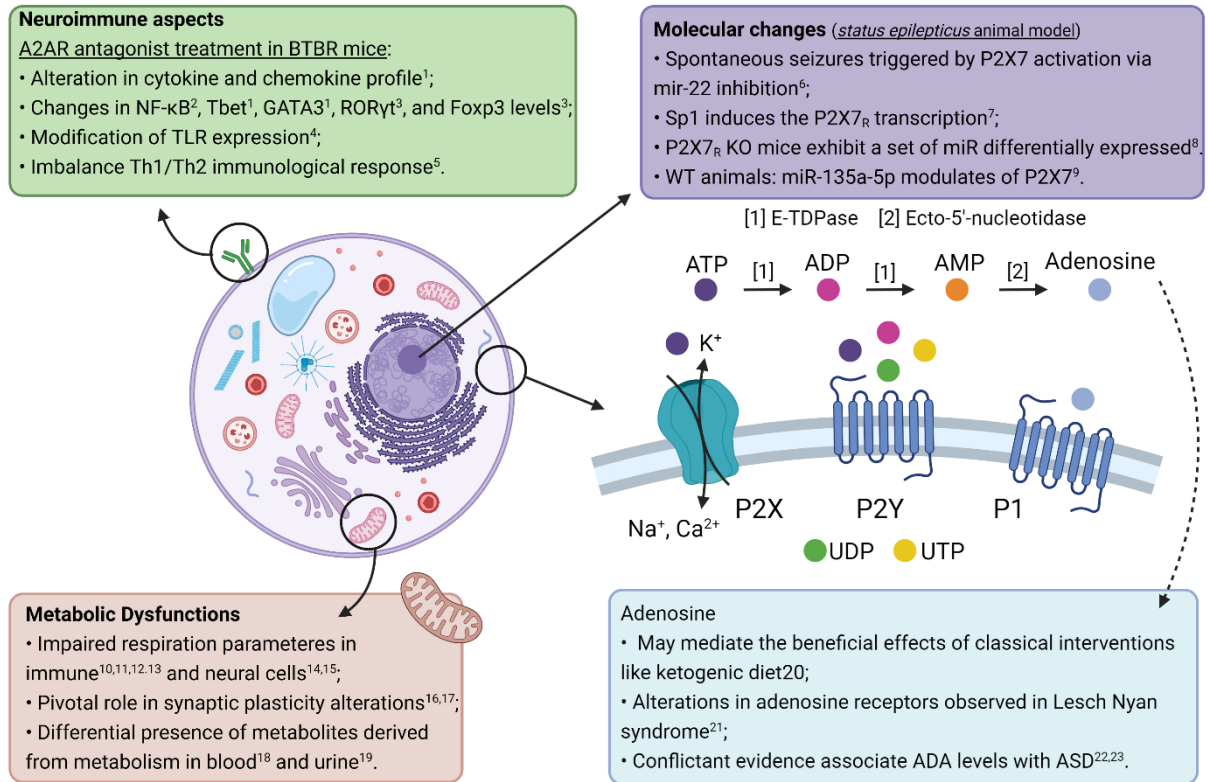 Neuroimmune aspects
A2AR antagonist treatment in BTBR mice:
• Alteration in cytokine and chemokine profile¹;
• Changes in NF-κB², Tbet¹, GATA3¹, RORγt³, and Foxp3 levels³;
• Modification of TLR expression⁴;
• Imbalance Th1/Th2 immunological response⁵.
Molecular changes (status epilepticus animal model)
• Spontaneous seizures triggered by P2X7 activation via
mir-22 inhibition⁶;
• Sp1 induces the P2X7R transcription⁷;
• P2X7R KO mice exhibit a set of miR differentially expressed⁸.
• WT animals: miR-135a-5p modulates of P2X7⁹.
[1] E-TDPase [2] Ecto-5'-nucleotidase
ATP [1] ADP [1] AMP [2] Adenosine
K⁺
Na⁺, Ca²⁺
P2X P2Y P1
UDP UTP
Metabolic Dysfunctions
• Impaired respiration parameteres in
immune¹⁰,¹¹,¹².¹³ and neural cells¹⁴,¹⁵;
• Pivotal role in synaptic plasticity alterations¹⁶,¹⁷;
• Differential presence of metabolites derived
from metabolism in blood¹⁸ and urine¹⁹.
Adenosine
• May mediate the beneficial effects of classical interventions
like ketogenic diet20;
• Alterations in adenosine receptors observed in Lesch Nyan
syndrome²¹;
• Conflictant evidence associate ADA levels with ASD²²,²³.